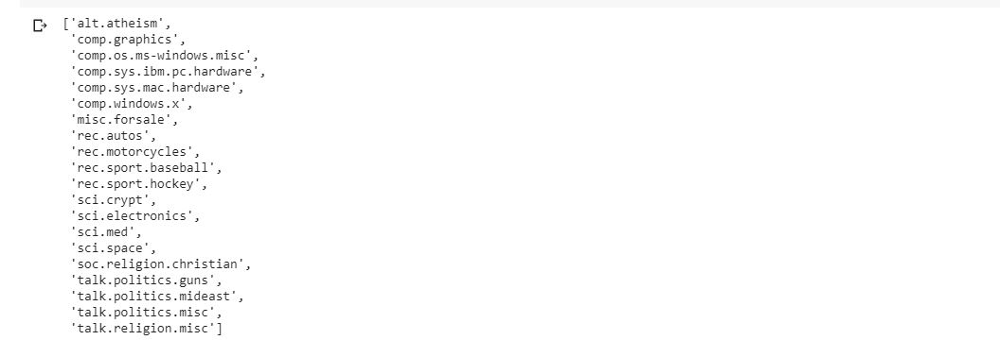 ['alt.atheism',
'comp.graphics',
'comp.os.ms-windows.misc',
'comp.sys.ibm.pc.hardware',
'comp.sys.mac.hardware',
'comp.windows.x',
'misc.forsale',
'rec.autos',
'rec.motorcycles',
'rec.sport.baseball',
'rec.sport.hockey',
'sci.crypt',
'sci.electronics',
'sci.med',
'sci.space',
'soc.religion.christian',
'talk.politics.guns',
'talk.politics.mideast',
'talk.politics.misc',
'talk.religion.misc']